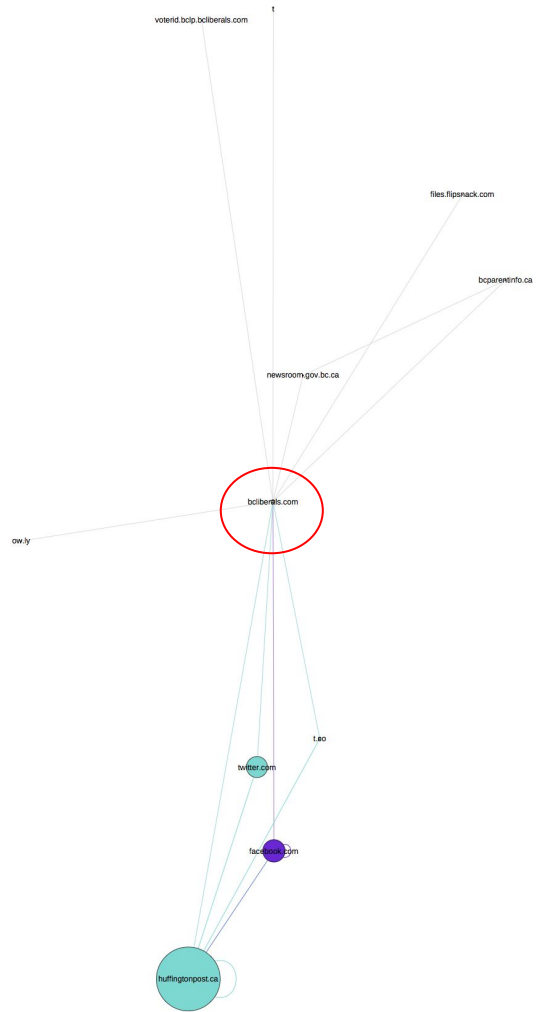 t
voterid.bclp.bcliberals.com
files.flipsnack.com
bcparentinfo.ca
newsroom.gov.bc.ca
bcliberals.com
ow.ly
t.co
twitter.com
facebook.com
huffingtonpost.ca